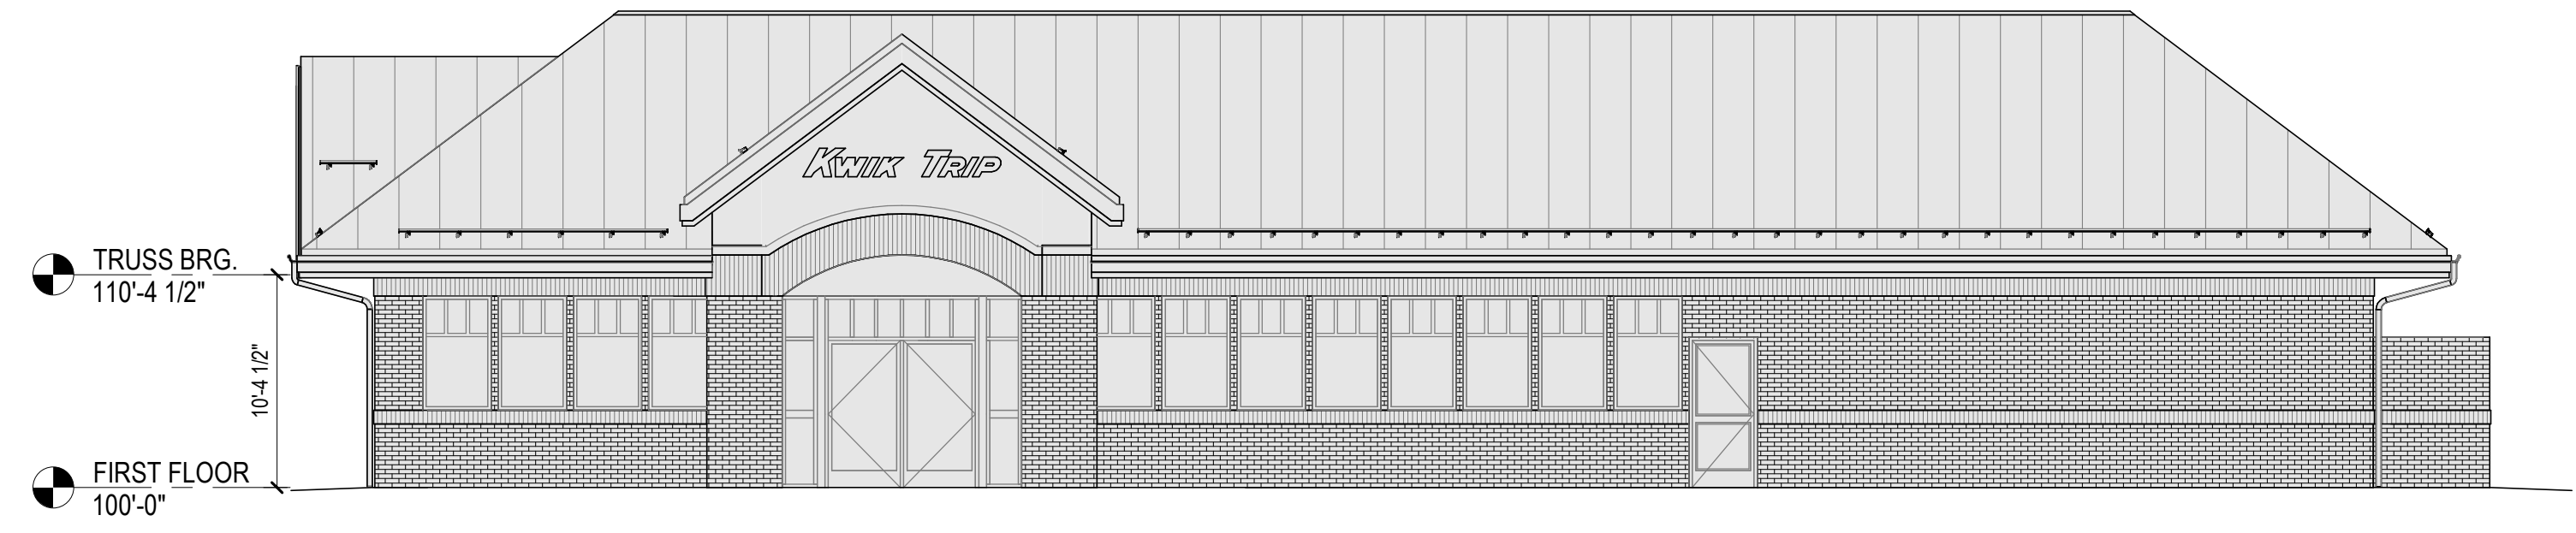 KWIK TRIP
TRUSS BRG.
110'-4 1/2"
10'-4 1/2"
FIRST FLOOR
100'-0"